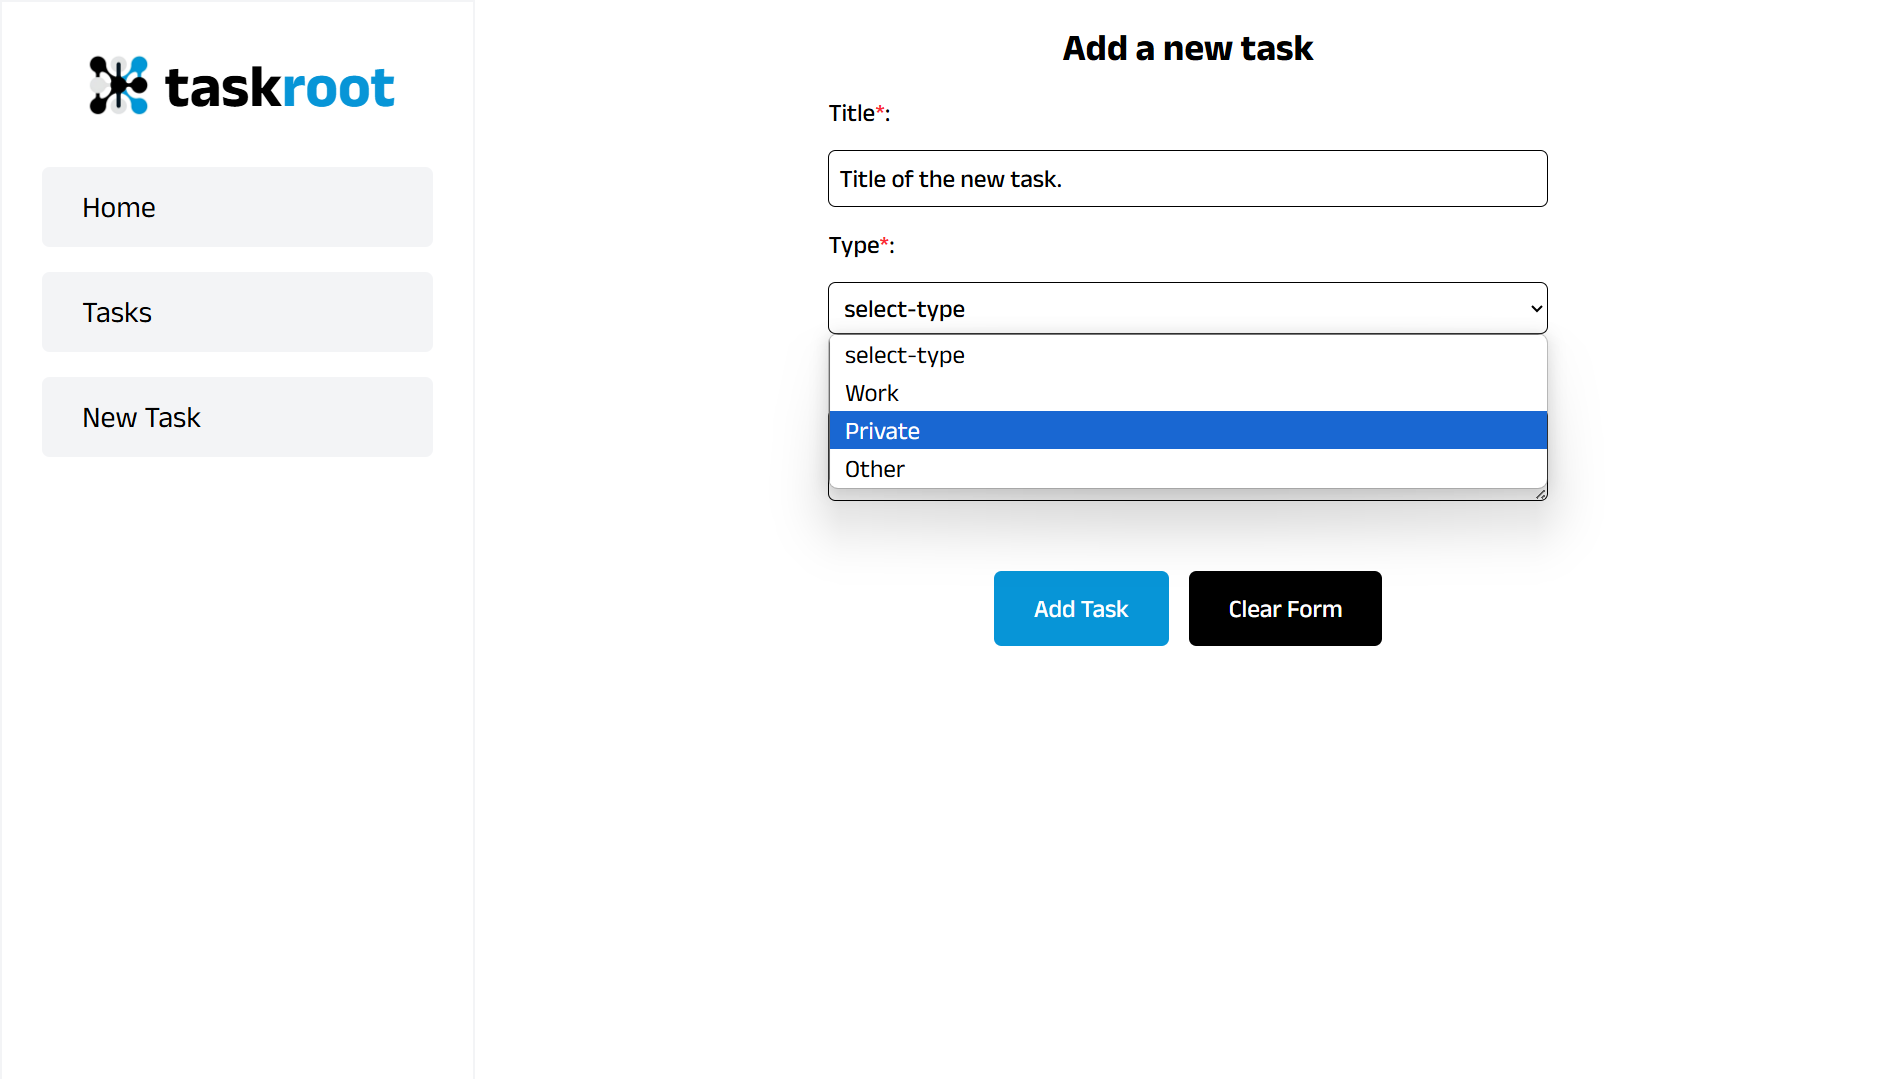 taskroot
Home
Tasks
New Task
Add a new task
Title*:
Title of the new task.
Type*:
select-type
select-type
Work
Private
Other
Add Task
Clear Form